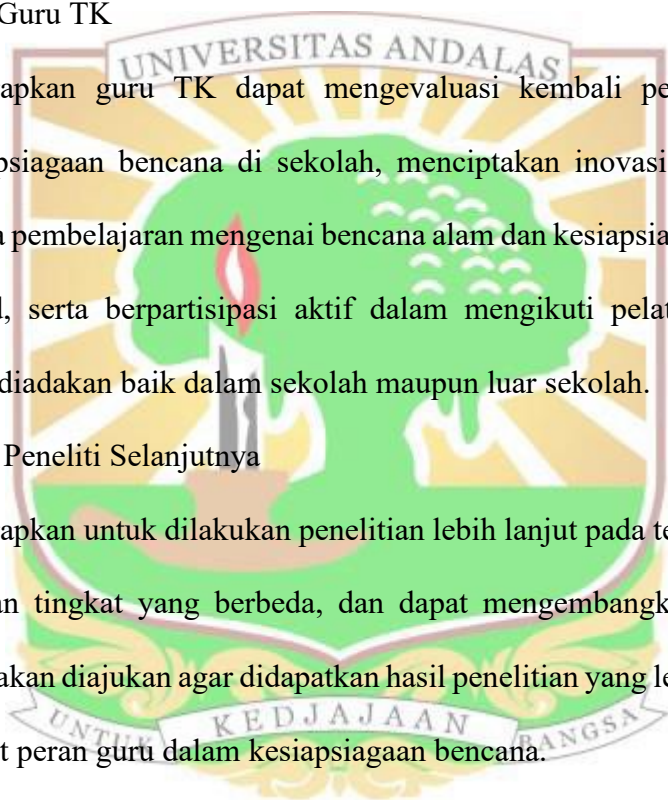 Guru TK
UNIVERSITAS ANDALAS
apkan guru TK dapat mengevaluasi kembali pe
psiagaan bencana di sekolah, menciptakan inovasi
a pembelajaran mengenai bencana alam dan kesiapsia
, serta berpartisipasi aktif dalam mengikuti pelat
diadakan baik dalam sekolah maupun luar sekolah.
Peneliti Selanjutnya
apkan untuk dilakukan penelitian lebih lanjut pada te
an tingkat yang berbeda, dan dapat mengembangk
akan diajukan agar didapatkan hasil penelitian yang le
UNTUK KEDJAJAAN BANGSA
t peran guru dalam kesiapsiagaan bencana.